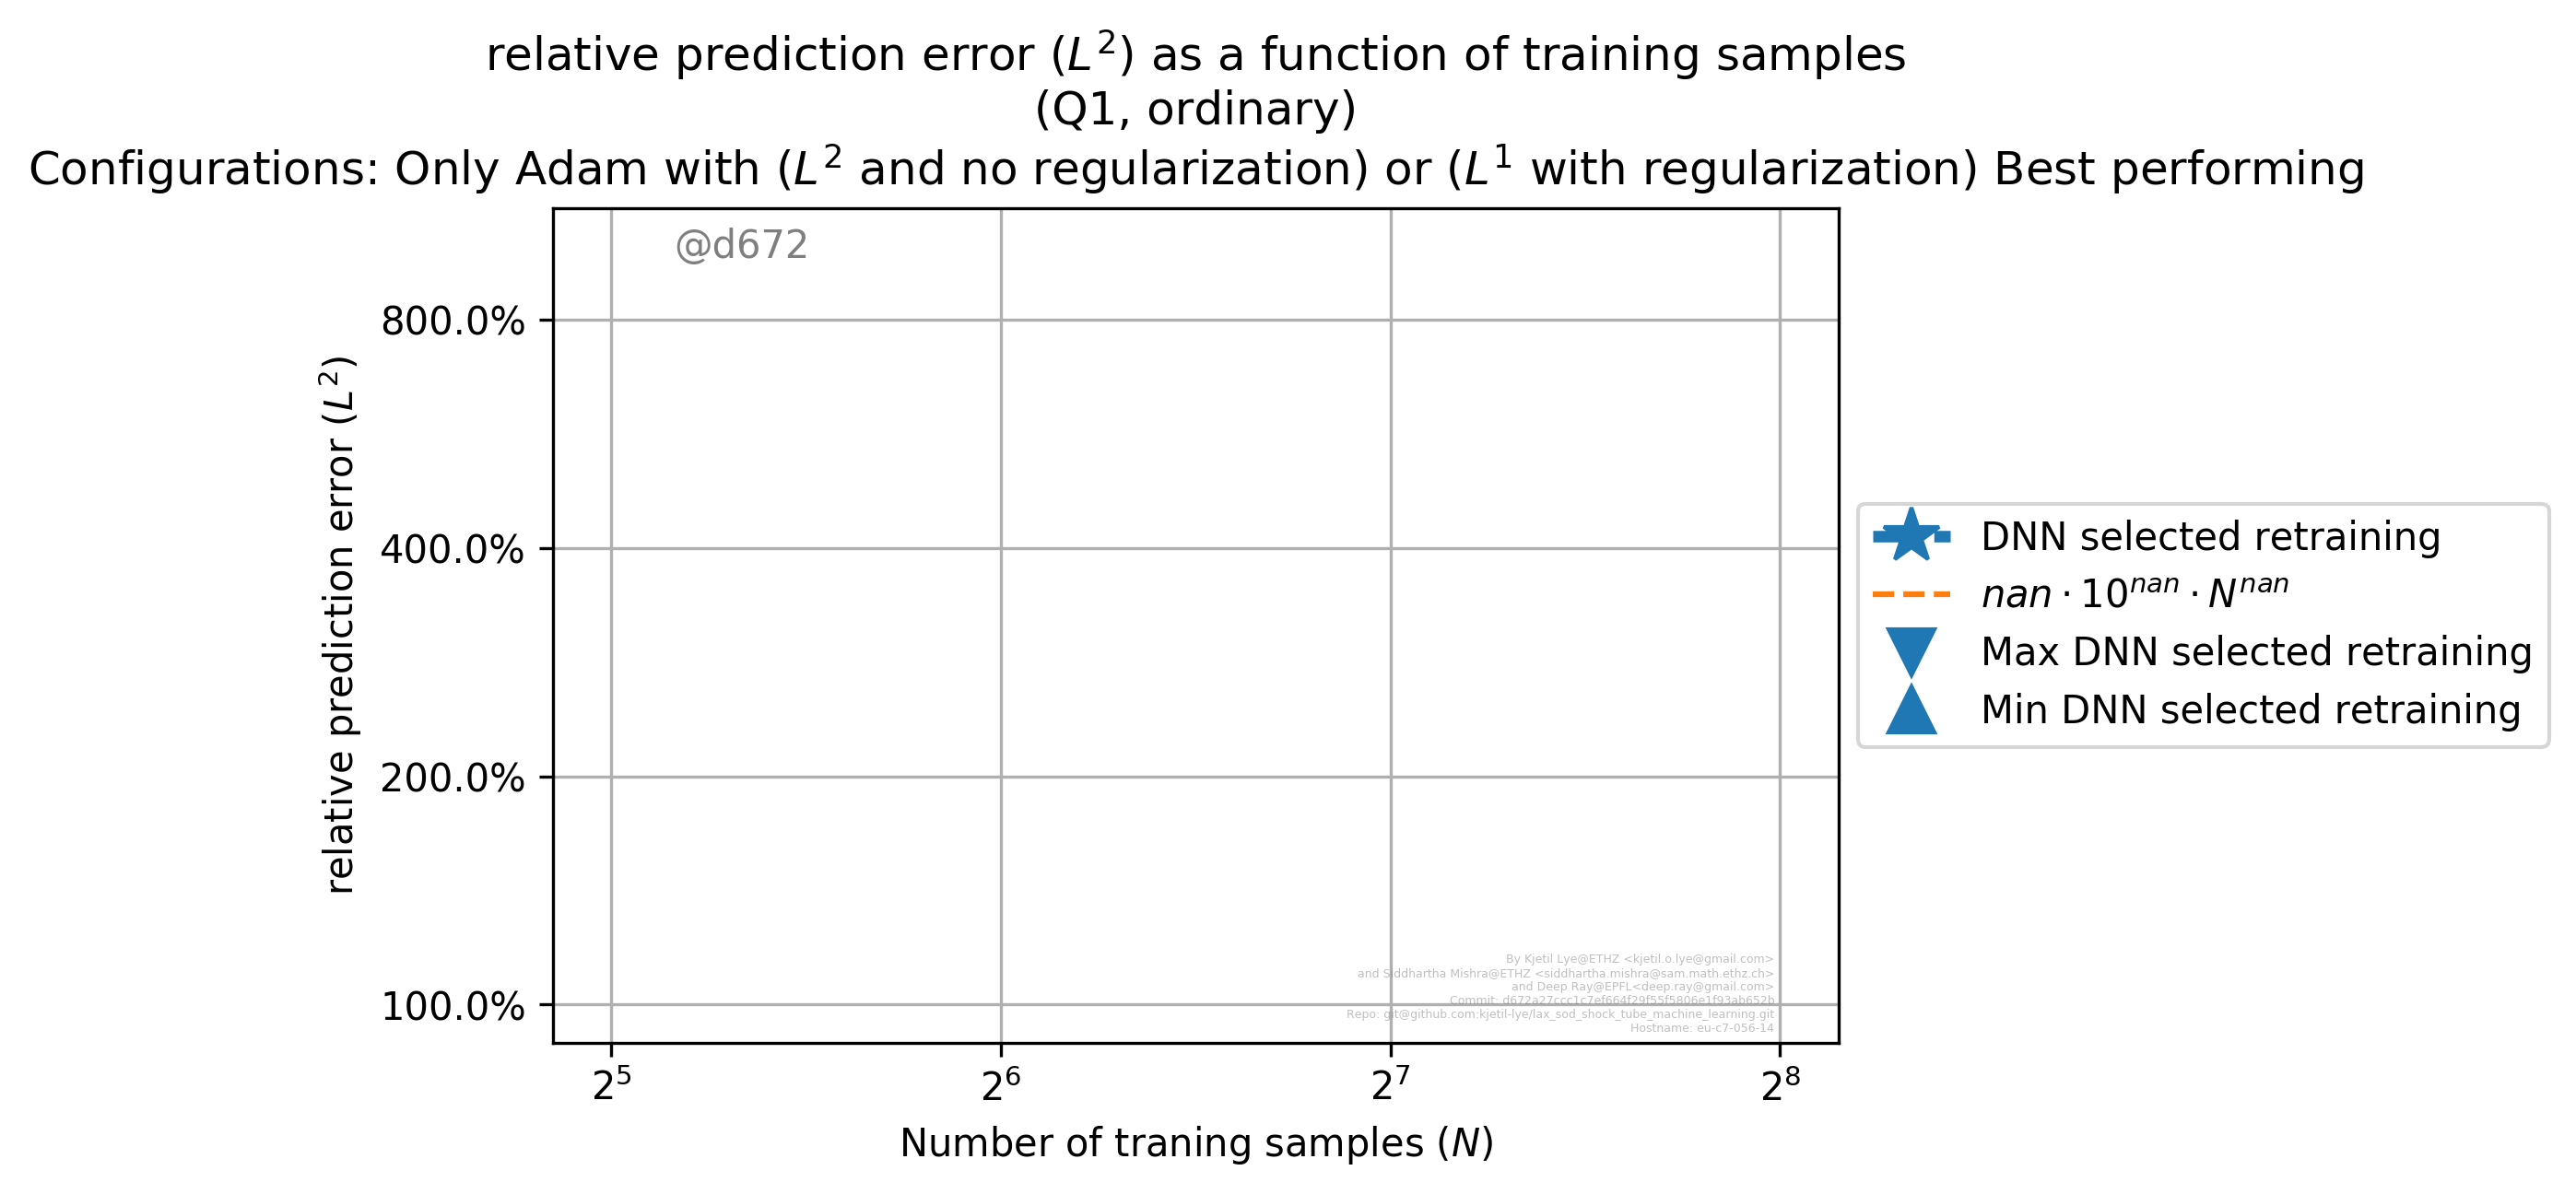 relative prediction error (L²) as a function of training samples
(Q1, ordinary)
Configurations: Only Adam with (L² and no regularization) or (L¹ with regularization) Best performing
@d672
800.0%
400.0%
200.0%
100.0%
relative prediction error (L²)
2⁵
2⁶
2⁷
2⁸
Number of traning samples (N)
DNN selected retraining
nan · 10^nan · N^nan
Max DNN selected retraining
Min DNN selected retraining
By Kjetil Lye@ETHZ <kjetil.o.lye@gmail.com>
and Siddhartha Mishra@ETHZ <siddhartha.mishra@sam.math.ethz.ch>
and Deep Ray@EPFL<deep.ray@gmail.com>
Commit: d672a27ccc1c7ef664f29f55f5806e1f93ab652b
Repo: git@github.com:kjetil-lye/lax_sod_shock_tube_machine_learning.git
Hostname: eu-c7-056-14